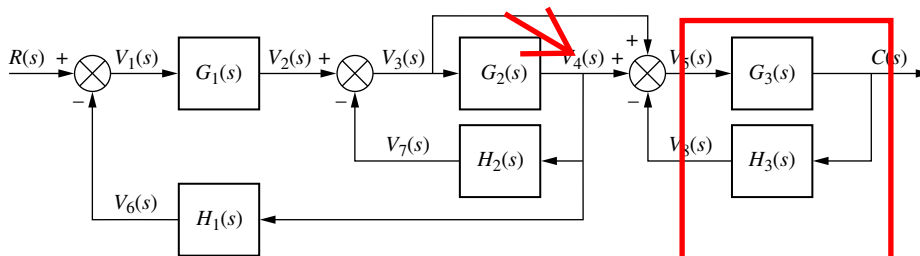 R(s) + V1(s) G1(s) V2(s) + V3(s) G2(s) V4(s) + + V5(s) G3(s) C(s)
− − −
V7(s) H2(s) V8(s) H3(s)
V6(s) H1(s)